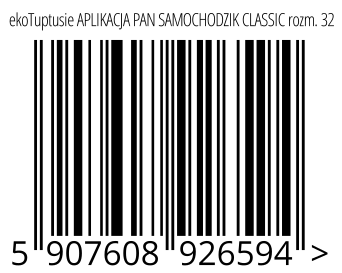 ekoTuptusie APLIKACJA PAN SAMOCHODZIK CLASSIC rozm. 32
5 907608 926594 >